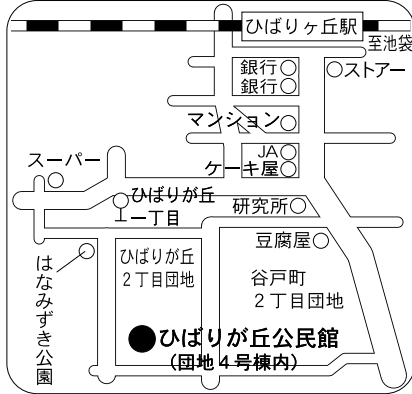 ひばりヶ丘駅
至池袋
銀行
ストアー
銀行
マンション
JA
ケーキ屋
スーパー
ひばりが丘
一丁目
研究所
豆腐屋
はなみずき公園
ひばりが丘
2丁目団地
谷戸町
2丁目団地
ひばりが丘公民館
(団地4号棟内)